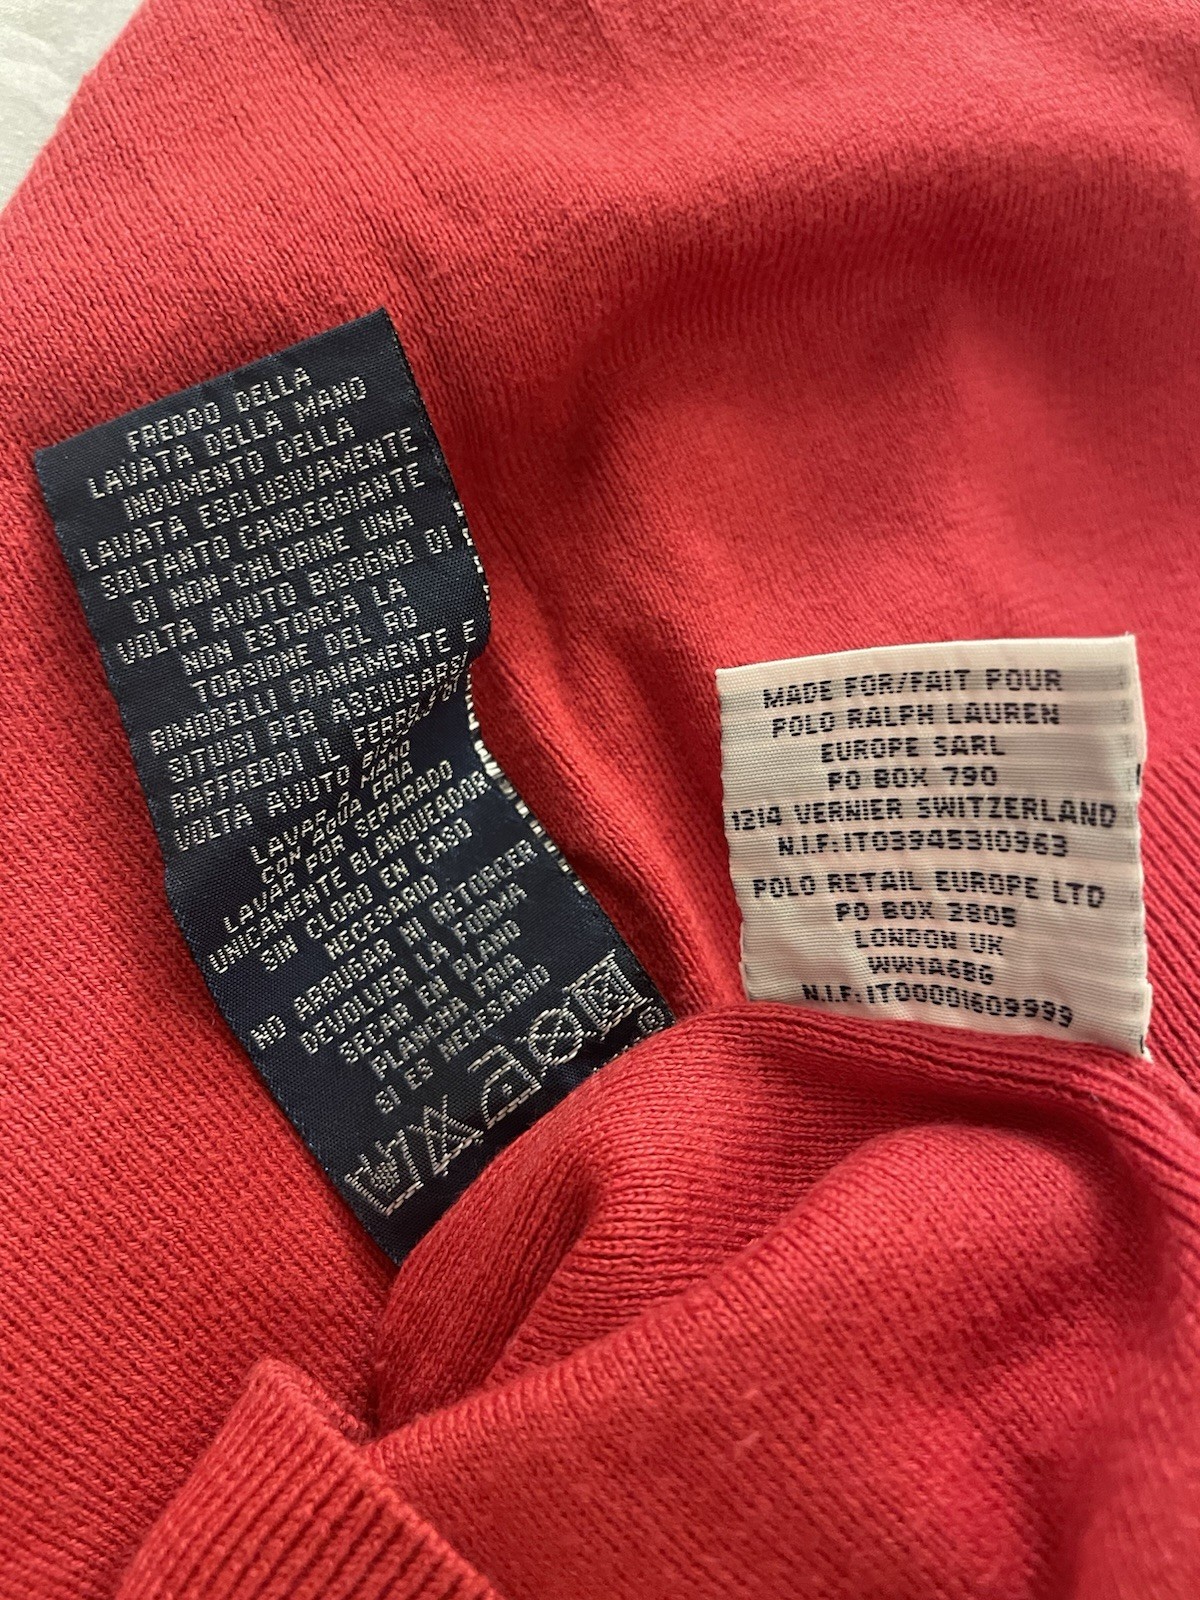 FREDDO DELLA
LAVATA DELLA MANO
INDUMENTO DELLA
LAVATA ESCLUSIVAMENTE
SOLTANTO CANDEGGIANTE
DI NON-CHLORINE UNA
VOLTA AVUTO BISOGNO DI
NON ESTORCA LA
TORSIONE DEL RO
RIMODELLI PIANAMENTE E
SITUISI PER ASCIUGARSI
RAFFREDDI IL FERRO
VOLTA AVUTO
LAVAR A MANO
CON AGUA FRIA
LAVAR POR SEPARADO
UNICAMENTE BLANQUEADOR
SIN CLORO EN CASO
NECESARIO
NO ARRUGAR NI RETORCER
DEVOLVER LA FORMA
SECAR EN PLANO
PLANCHA FRIA
SI ES NECESARIO
MADE FOR/FAIT POUR
POLO RALPH LAUREN
EUROPE SARL
PO BOX 790
1214 VERNIER SWITZERLAND
N.I.F:IT03945310963
POLO RETAIL EUROPE LTD
PO BOX 2805
LONDON UK
WW1A6BG
N.I.F:IT00001609999